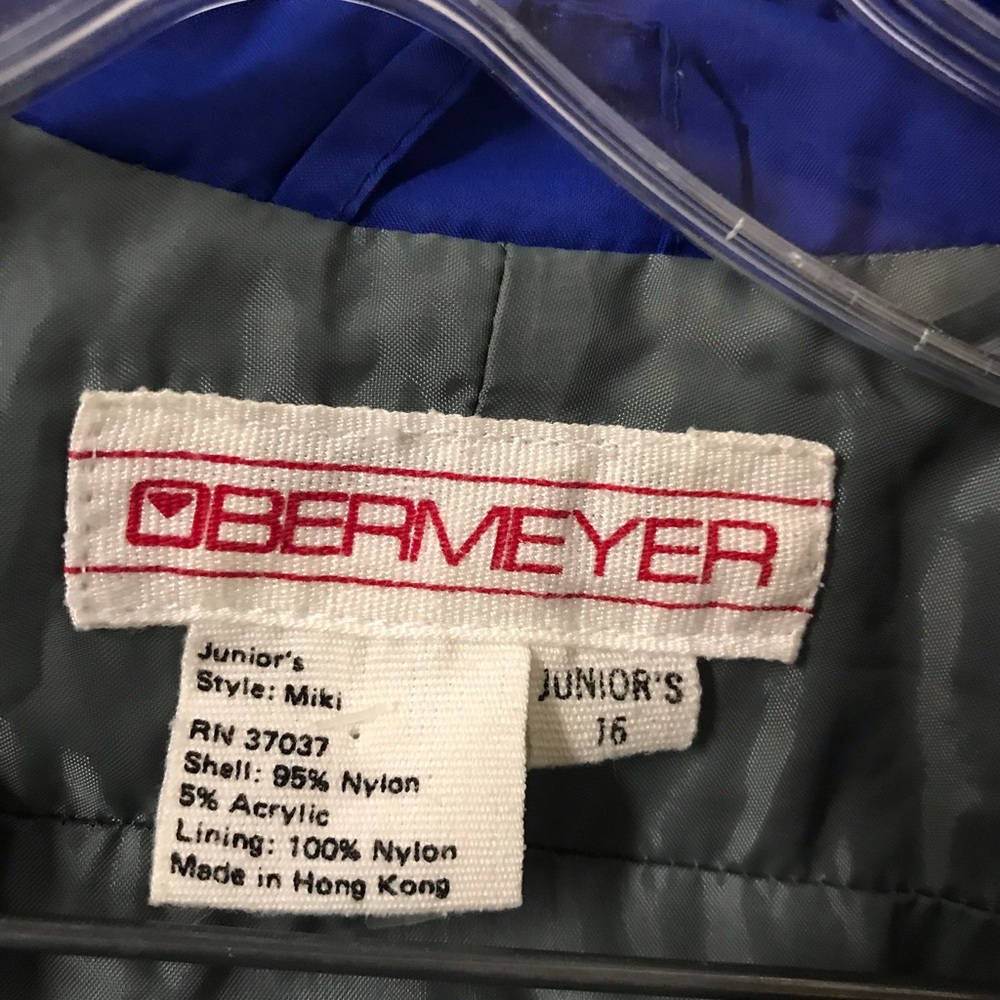 OBERMEYER
Junior's
Style: Miki
RN 37037
Shell: 95% Nylon
5% Acrylic
Lining: 100% Nylon
Made in Hong Kong
JUNIOR'S
16